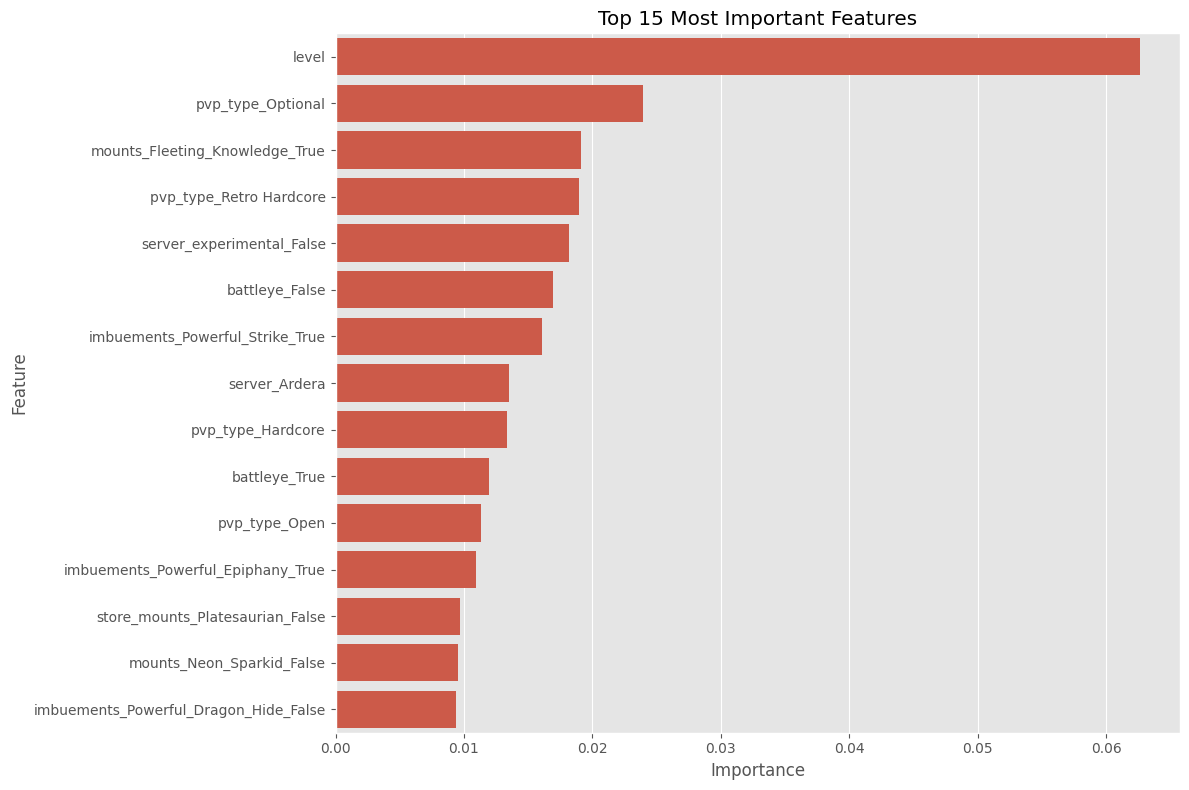 Top 15 Most Important Features
level
pvp_type_Optional
mounts_Fleeting_Knowledge_True
pvp_type_Retro Hardcore
server_experimental_False
battleye_False
imbuements_Powerful_Strike_True
server_Ardera
pvp_type_Hardcore
battleye_True
pvp_type_Open
imbuements_Powerful_Epiphany_True
store_mounts_Platesaurian_False
mounts_Neon_Sparkid_False
imbuements_Powerful_Dragon_Hide_False
Feature
0.00 0.01 0.02 0.03 0.04 0.05 0.06
Importance